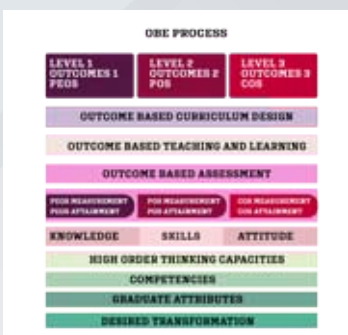 OBE PROCESS
LEVEL 1 LEVEL 2 LEVEL 3
OUTCOMES 1 OUTCOMES 2 OUTCOMES 3
PEOS POS COS
OUTCOME BASED CURRICULUM DESIGN
OUTCOME BASED TEACHING AND LEARNING
OUTCOME BASED ASSESSMENT
PEOS MEASUREMENT POS MEASUREMENT COS MEASUREMENT
PEOS ATTAINMENT POS ATTAINMENT COS ATTAINMENT
KNOWLEDGE SKILLS ATTITUDE
HIGH ORDER THINKING CAPACITIES
COMPETENCIES
GRADUATE ATTRIBUTES
DESIRED TRANSFORMATION